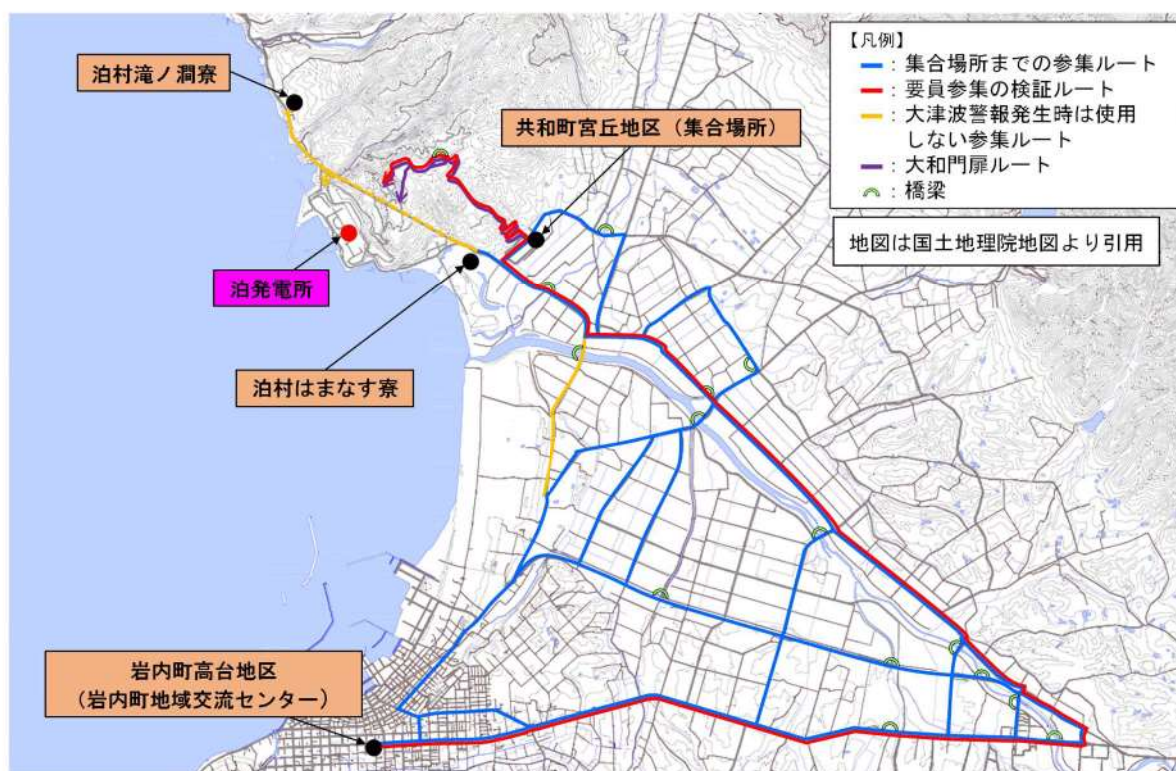 泊村滝ノ澗寮
共和町宮丘地区（集合場所）
【凡例】
：集合場所までの参集ルート
：要員参集の検証ルート
：大津波警報発生時は使用
しない参集ルート
：大和門扉ルート
：橋梁
地図は国土地理院地図より引用
泊発電所
泊村はまなす寮
岩内町高台地区
（岩内町地域交流センター）